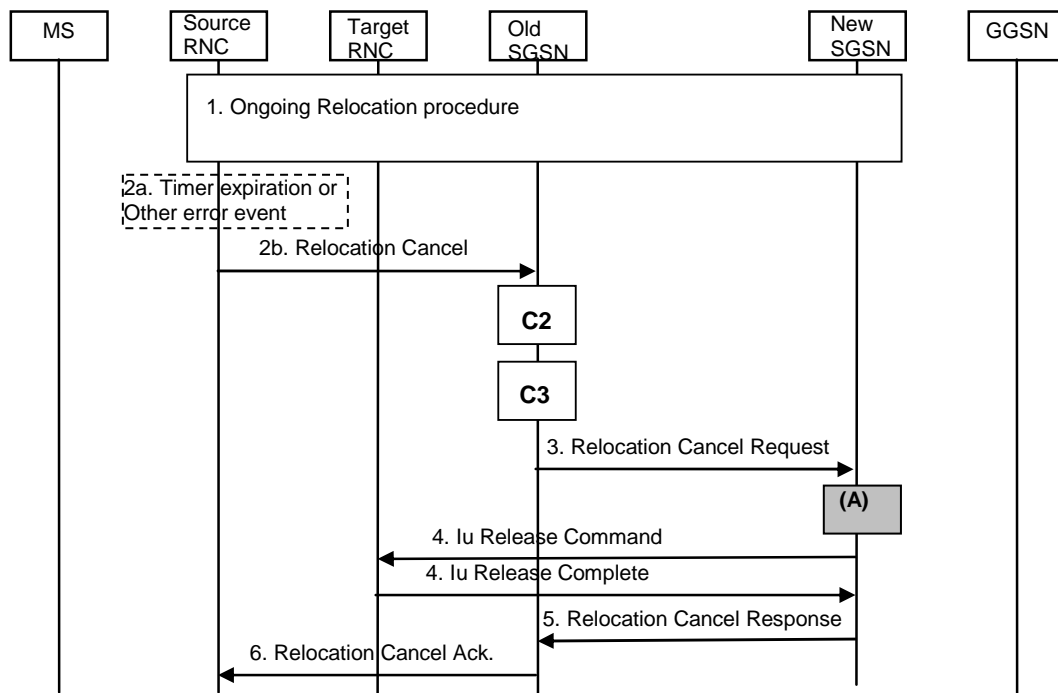 MS
Source
RNC
Target
RNC
Old
SGSN
New
SGSN
GGSN
1. Ongoing Relocation procedure
2a. Timer expiration or
Other error event
2b. Relocation Cancel
C2
C3
3. Relocation Cancel Request
(A)
4. Iu Release Command
4. Iu Release Complete
5. Relocation Cancel Response
6. Relocation Cancel Ack.